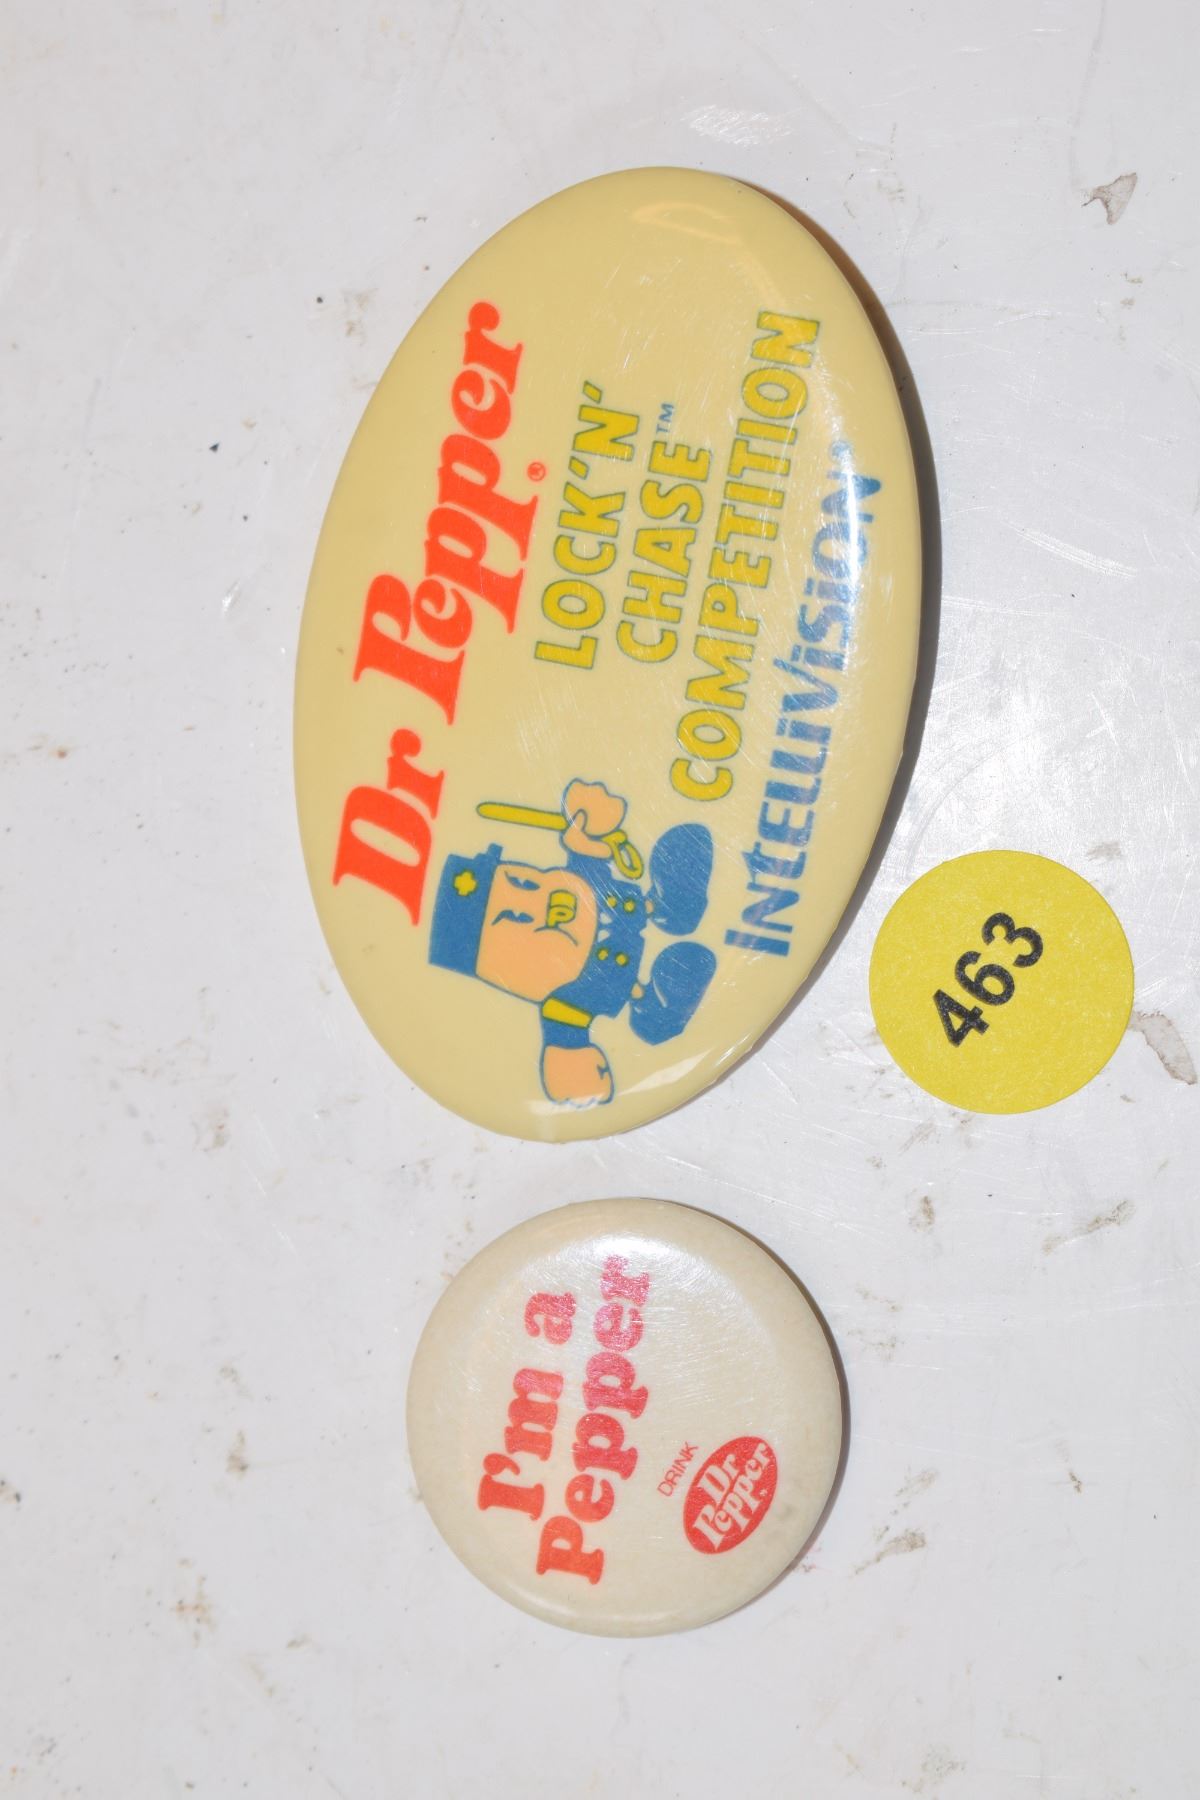 Dr Pepper®
LOCK'N'
CHASE™
COMPETITION
INTELLIVISION®
463
I'm a
Pepper
DRINK
Dr
Pepper